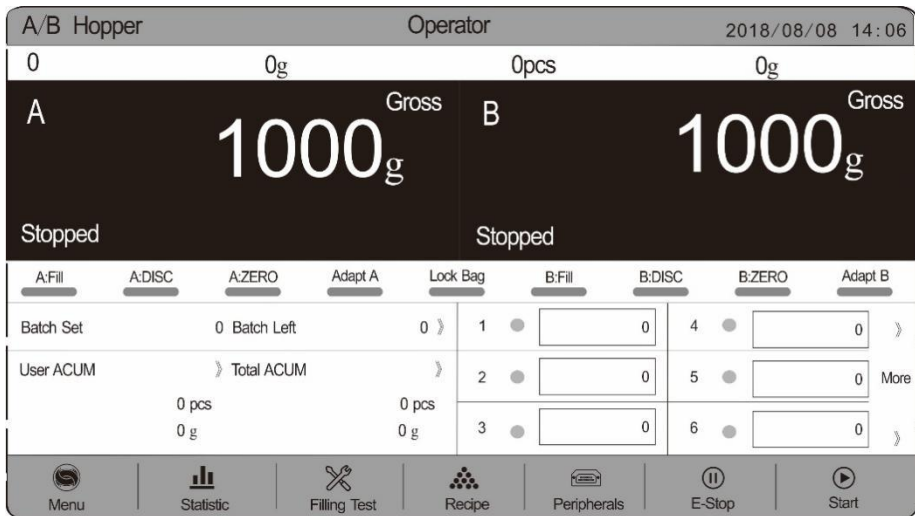 A/B Hopper Operator 2018/08/08 14:06
0 0g 0pcs 0g
A Gross B Gross
1000g 1000g
Stopped Stopped
A:Fill A:DISC A:ZERO Adapt A Lock Bag B:Fill B:DISC B:ZERO Adapt B
Batch Set 0 Batch Left 0 》 1 0 4 0 》
User ACUM 》 Total ACUM 》 2 0 5 0 More
0 pcs 0 pcs
0 g 0 g 3 0 6 0 》
Menu Statistic Filling Test Recipe Peripherals E-Stop Start